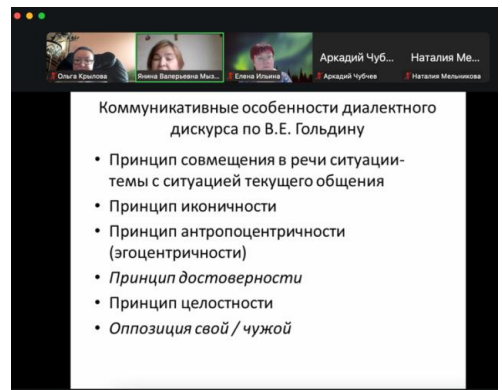 Аркадий Чуб...
Наталия Ме...
Ольга Крылова
Янина Валерьевна Мыз...
Елена Ильина
Аркадий Чубчев
Наталия Мельникова
Коммуникативные особенности диалектного
дискурса по В.Е. Гольдину
• Принцип совмещения в речи ситуации-
темы с ситуацией текущего общения
• Принцип иконичности
• Принцип антропоцентричности
(эгоцентричности)
• Принцип достоверности
• Принцип целостности
• Оппозиция свой / чужой